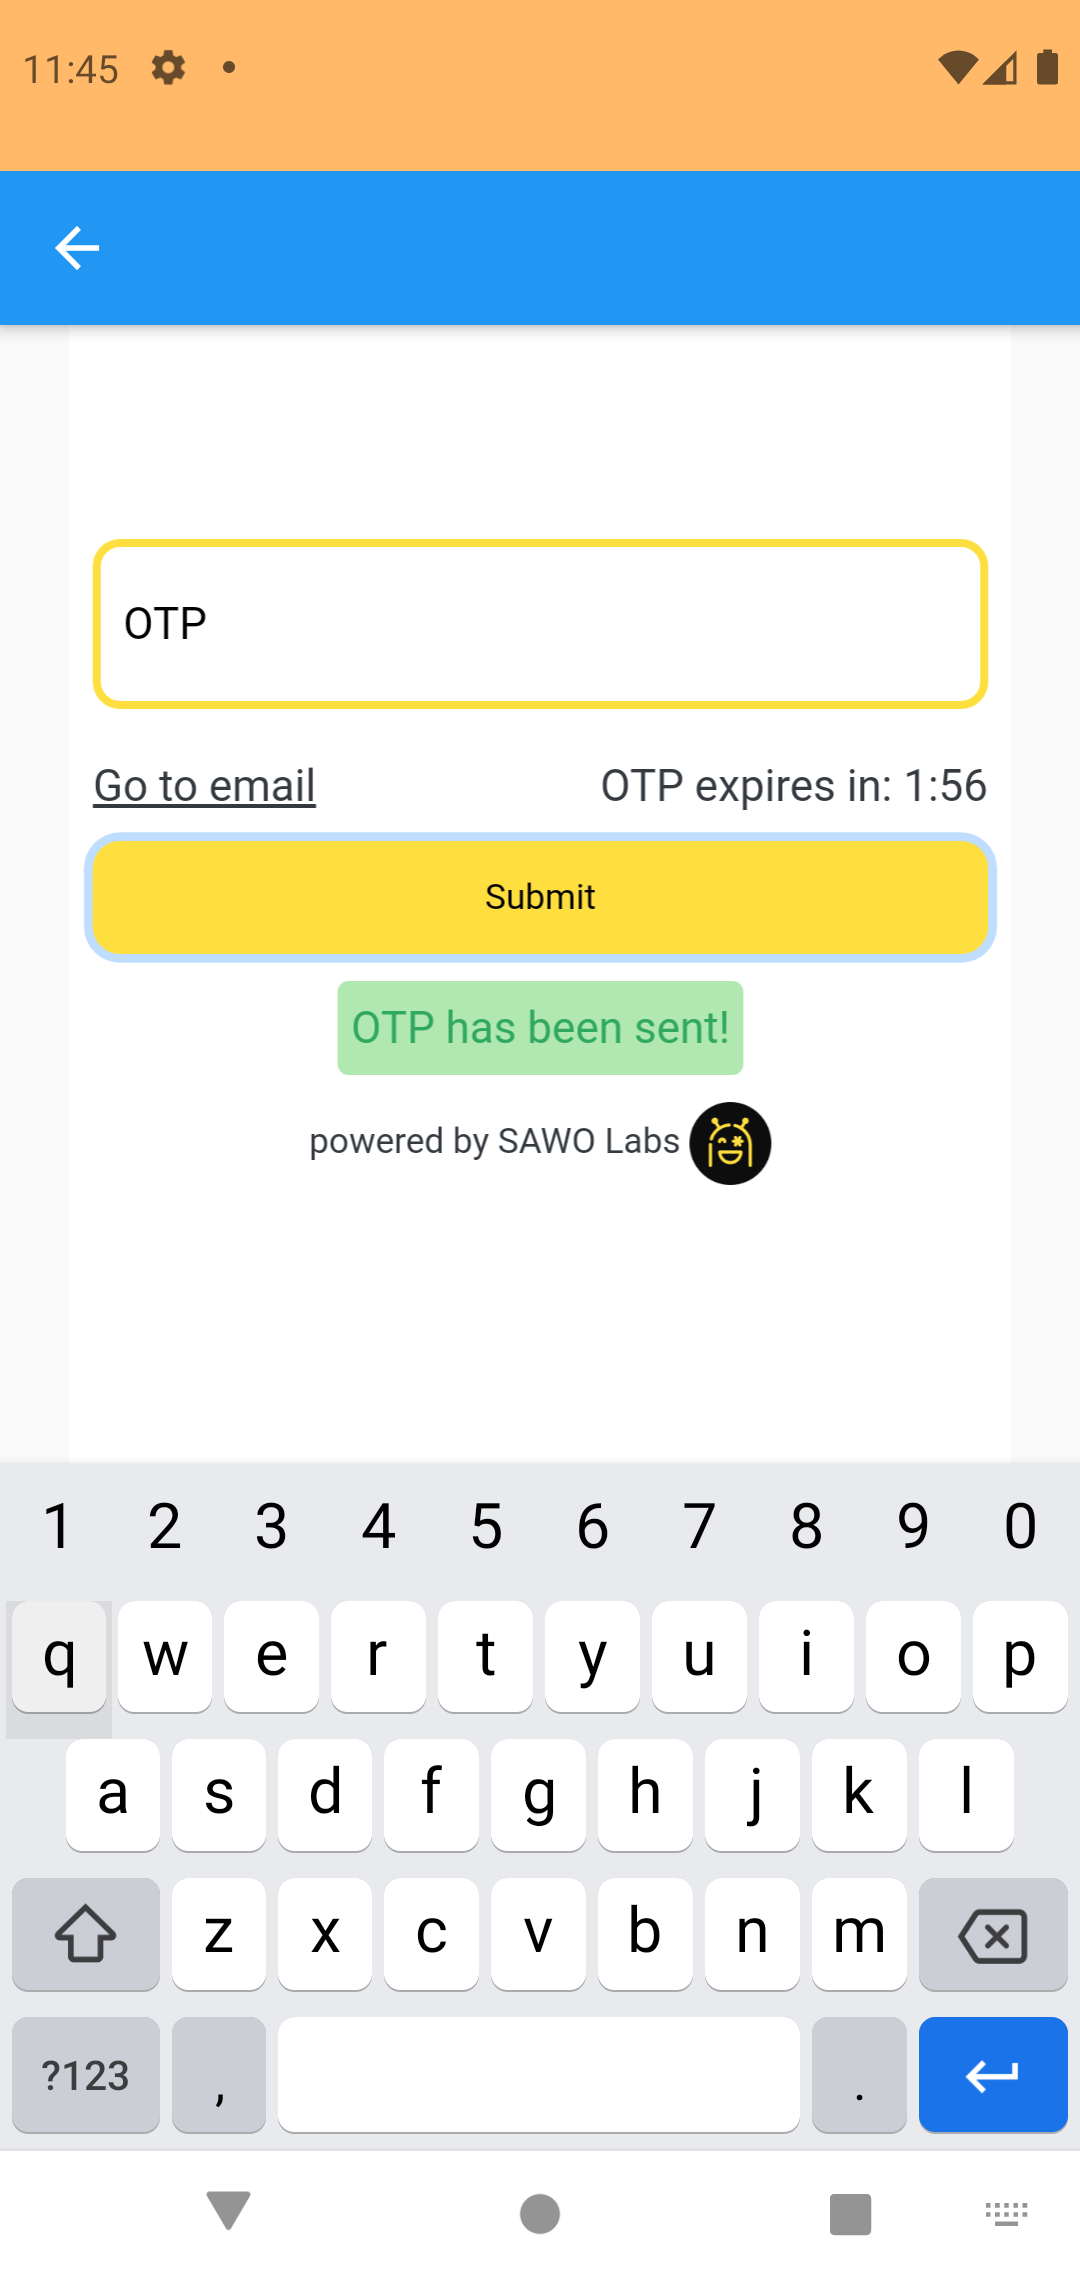 11:45
OTP
Go to email OTP expires in: 1:56
Submit
OTP has been sent!
powered by SAWO Labs
1 2 3 4 5 6 7 8 9 0
q w e r t y u i o p
a s d f g h j k l
z x c v b n m
?123 , .